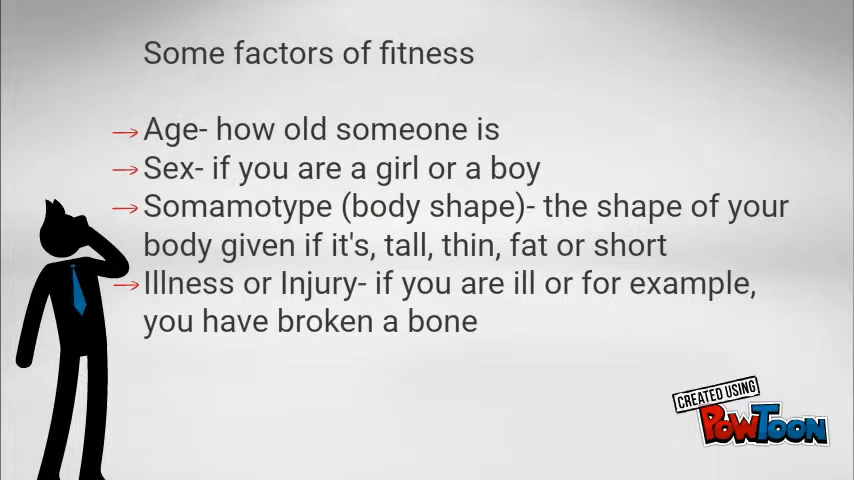 Some factors of fitness
Age- how old someone is
Sex- if you are a girl or a boy
Somamotype (body shape)- the shape of your
body given if it's, tall, thin, fat or short
Illness or Injury- if you are ill or for example,
you have broken a bone
CREATED USING
POWTOON